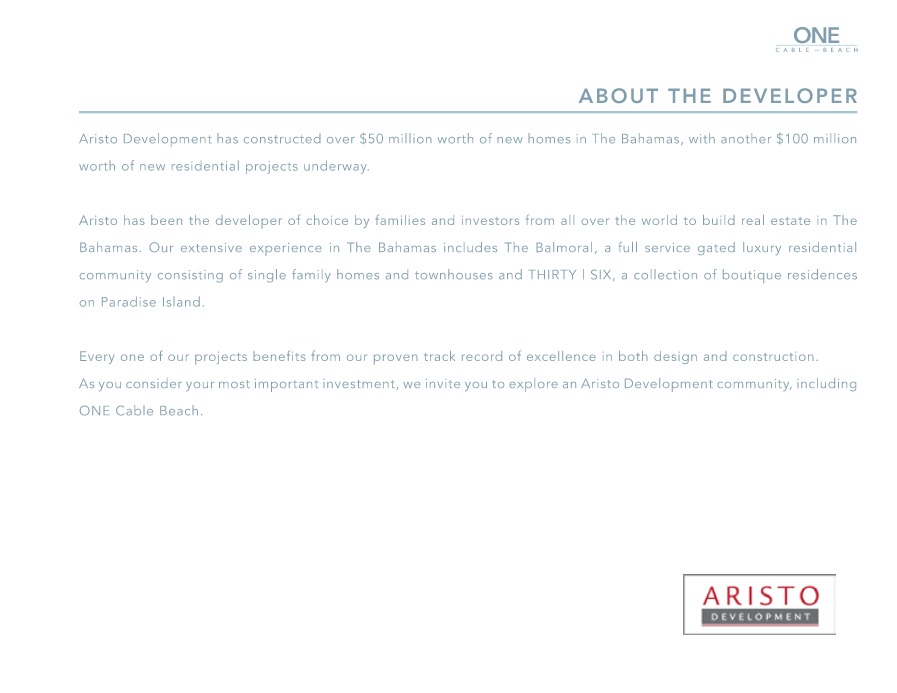 ONE
CABLE – BEACH
ABOUT THE DEVELOPER
Aristo Development has constructed over $50 million worth of new homes in The Bahamas, with another $100 million
worth of new residential projects underway.
Aristo has been the developer of choice by families and investors from all over the world to build real estate in The
Bahamas. Our extensive experience in The Bahamas includes The Balmoral, a full service gated luxury residential
community consisting of single family homes and townhouses and THIRTY | SIX, a collection of boutique residences
on Paradise Island.
Every one of our projects benefits from our proven track record of excellence in both design and construction.
As you consider your most important investment, we invite you to explore an Aristo Development community, including
ONE Cable Beach.
ARISTO
DEVELOPMENT